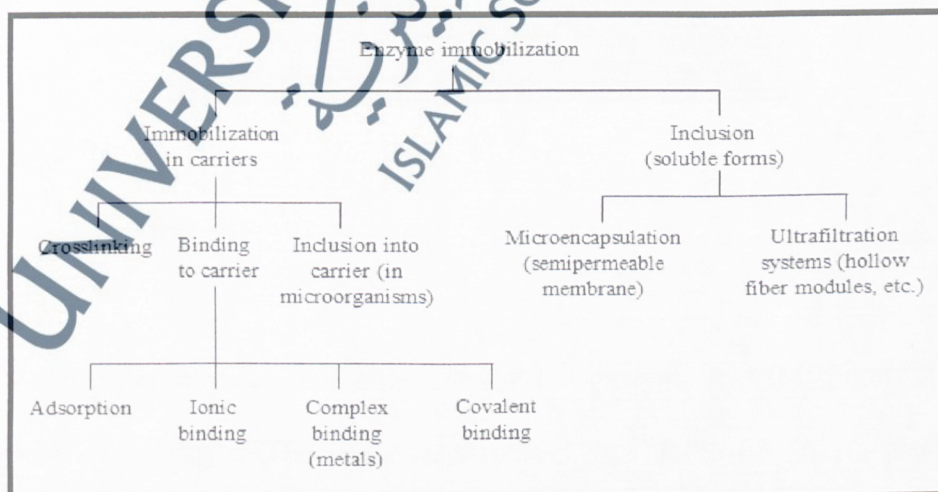 Enzyme immobilization
Immobilization
in carriers
Inclusion
(soluble forms)
Crosslinking
Binding
to carrier
Inclusion into
carrier (in
microorganisms)
Microencapsulation
(semipermeable
membrane)
Ultrafiltration
systems (hollow
fiber modules, etc.)
Adsorption
Ionic
binding
Complex
binding
(metals)
Covalent
binding
ISLAMIC